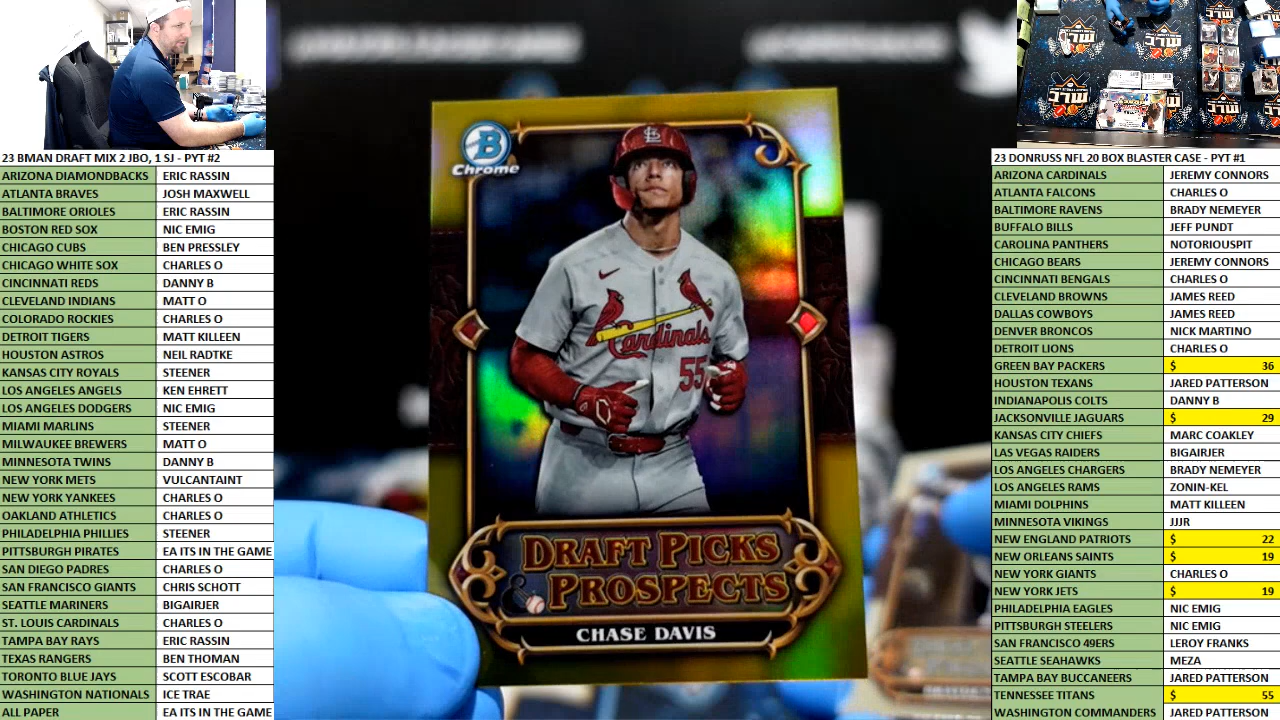 23 BMAN DRAFT MIX 2 JBO, 1 SJ - PYT #2
ARIZONA DIAMONDBACKS ERIC RASSIN
ATLANTA BRAVES JOSH MAXWELL
BALTIMORE ORIOLES ERIC RASSIN
BOSTON RED SOX NIC EMIG
CHICAGO CUBS BEN PRESSLEY
CHICAGO WHITE SOX CHARLES O
CINCINNATI REDS DANNY B
CLEVELAND INDIANS MATT O
COLORADO ROCKIES CHARLES O
DETROIT TIGERS MATT KILLEEN
HOUSTON ASTROS NEIL RADTKE
KANSAS CITY ROYALS STEENER
LOS ANGELES ANGELS KEN EHRETT
LOS ANGELES DODGERS NIC EMIG
MIAMI MARLINS STEENER
MILWAUKEE BREWERS MATT O
MINNESOTA TWINS DANNY B
NEW YORK METS VULCANTAINT
NEW YORK YANKEES CHARLES O
OAKLAND ATHLETICS CHARLES O
PHILADELPHIA PHILLIES STEENER
PITTSBURGH PIRATES EA ITS IN THE GAME
SAN DIEGO PADRES CHARLES O
SAN FRANCISCO GIANTS CHRIS SCHOTT
SEATTLE MARINERS BIGAIRJER
ST. LOUIS CARDINALS CHARLES O
TAMPA BAY RAYS ERIC RASSIN
TEXAS RANGERS BEN THOMAN
TORONTO BLUE JAYS SCOTT ESCOBAR
WASHINGTON NATIONALS ICE TRAE
ALL PAPER EA ITS IN THE GAME
B
Chrome
Cardinals
55
DRAFT PICKS
& PROSPECTS
CHASE DAVIS
23 DONRUSS NFL 20 BOX BLASTER CASE - PYT #1
ARIZONA CARDINALS JEREMY CONNORS
ATLANTA FALCONS CHARLES O
BALTIMORE RAVENS BRADY NEMEYER
BUFFALO BILLS JEFF PUNDT
CAROLINA PANTHERS NOTORIOUSPIT
CHICAGO BEARS JEREMY CONNORS
CINCINNATI BENGALS CHARLES O
CLEVELAND BROWNS JAMES REED
DALLAS COWBOYS JAMES REED
DENVER BRONCOS NICK MARTINO
DETROIT LIONS CHARLES O
GREEN BAY PACKERS $ 36
HOUSTON TEXANS JARED PATTERSON
INDIANAPOLIS COLTS DANNY B
JACKSONVILLE JAGUARS $ 29
KANSAS CITY CHIEFS MARC COAKLEY
LAS VEGAS RAIDERS BIGAIRJER
LOS ANGELES CHARGERS BRADY NEMEYER
LOS ANGELES RAMS ZONIN-KEL
MIAMI DOLPHINS MATT KILLEEN
MINNESOTA VIKINGS JJJR
NEW ENGLAND PATRIOTS $ 22
NEW ORLEANS SAINTS $ 19
NEW YORK GIANTS CHARLES O
NEW YORK JETS $ 19
PHILADELPHIA EAGLES NIC EMIG
PITTSBURGH STEELERS NIC EMIG
SAN FRANCISCO 49ERS LEROY FRANKS
SEATTLE SEAHAWKS MEZA
TAMPA BAY BUCCANEERS JARED PATTERSON
TENNESSEE TITANS $ 55
WASHINGTON COMMANDERS JARED PATTERSON